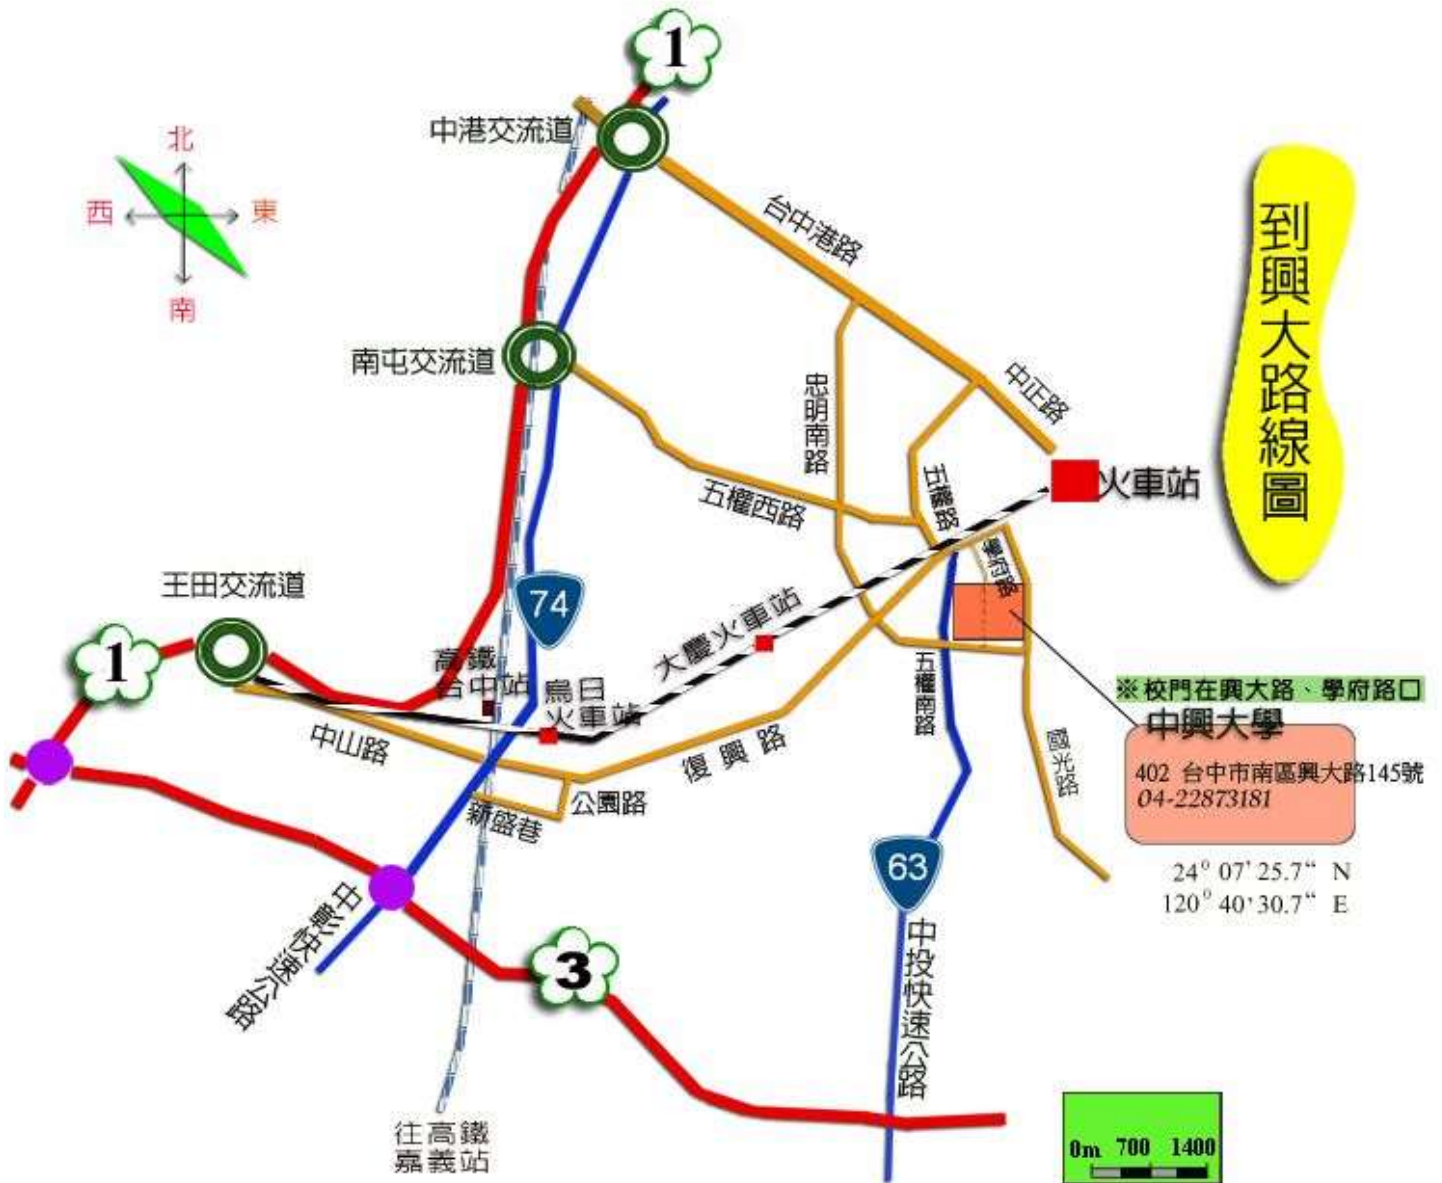 1
中港交流道
北
西
東
南
台中港路
到興大路線圖
南屯交流道
忠明南路
中正路
五權西路
五權路
火車站
學府路
王田交流道
74
1
高鐵
台中站
烏日
火車站
大慶火車站
五權南路
※校門在興大路、學府路口
中興大學
402 台中市南區興大路145號
04-22873181
中山路
復興路
國光路
公園路
新盛巷
63
24° 07' 25.7" N
120° 40' 30.7" E
中彰快速公路
3
中投快速公路
往高鐵
嘉義站
0m 700 1400